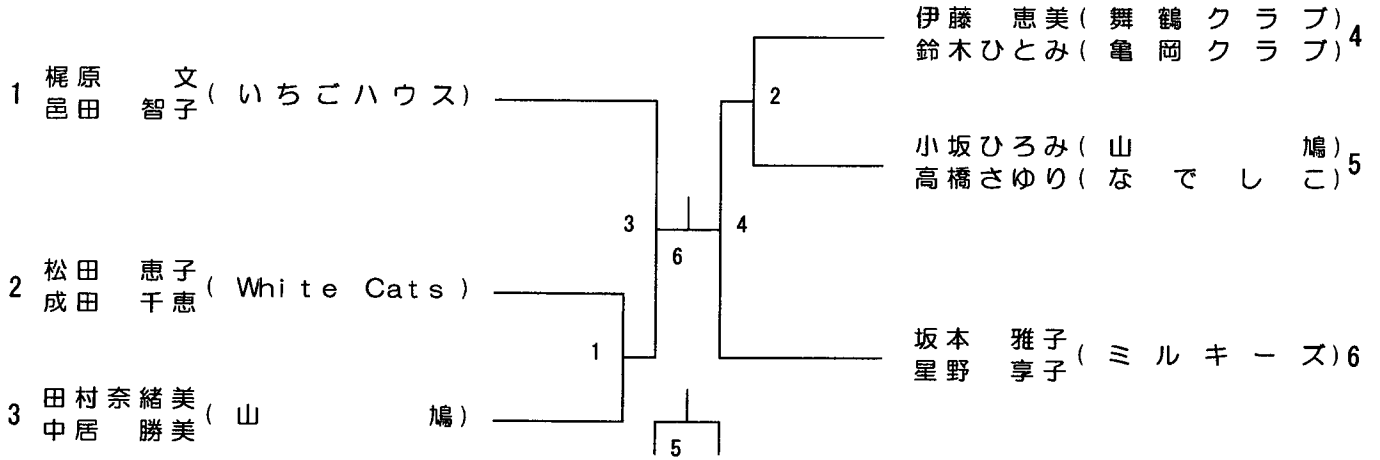 1 梶原 文
邑田 智子 (いちごハウス)
2 松田 恵子
成田 千恵 (White Cats)
3 田村奈緒美
中居 勝美 (山 鳩)
3
1
6
5
2
4
伊藤 恵美(舞鶴クラブ) 4
鈴木ひとみ(亀岡クラブ)
小坂ひろみ(山 鳩) 5
高橋さゆり(なでしこ)
坂本 雅子
星野 享子 (ミルキーズ) 6